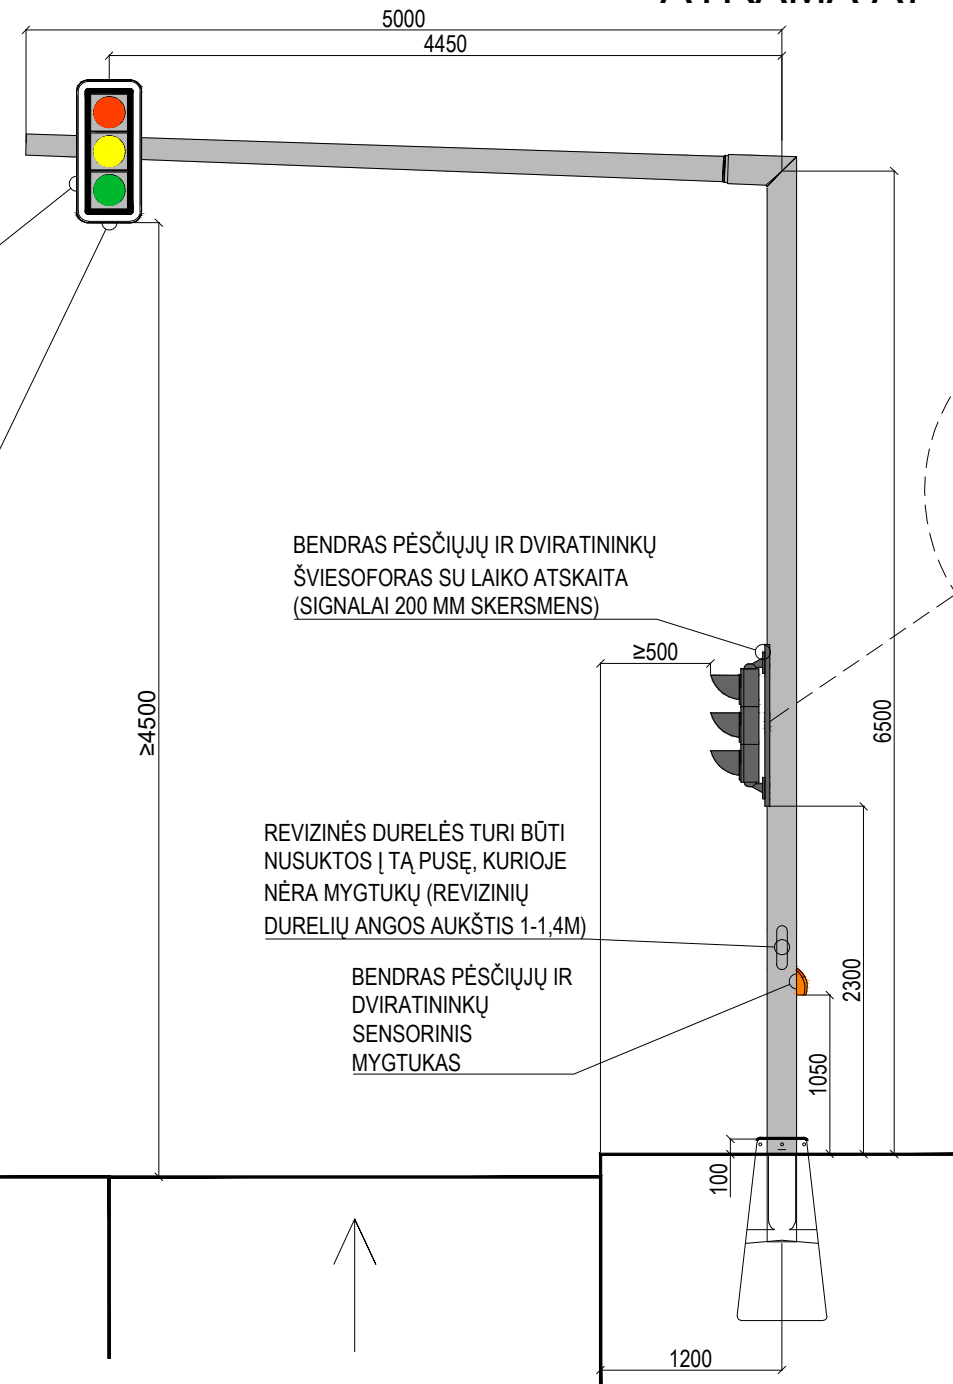 5000
4450
BENDRAS PĖSČIŲJŲ IR DVIRATININKŲ
ŠVIESOFORAS SU LAIKO ATSKAITA
(SIGNALAI 200 MM SKERSMENS)
≥500
≥4500
6500
REVIZINĖS DURELĖS TURI BŪTI
NUSUKTOS Į TĄ PUSĘ, KURIOJE
NĖRA MYGTUKŲ (REVIZINIŲ
DURELIŲ ANGOS AUKŠTIS 1-1,4M)
BENDRAS PĖSČIŲJŲ IR
DVIRATININKŲ
SENSORINIS
MYGTUKAS
2300
1050
100
1200